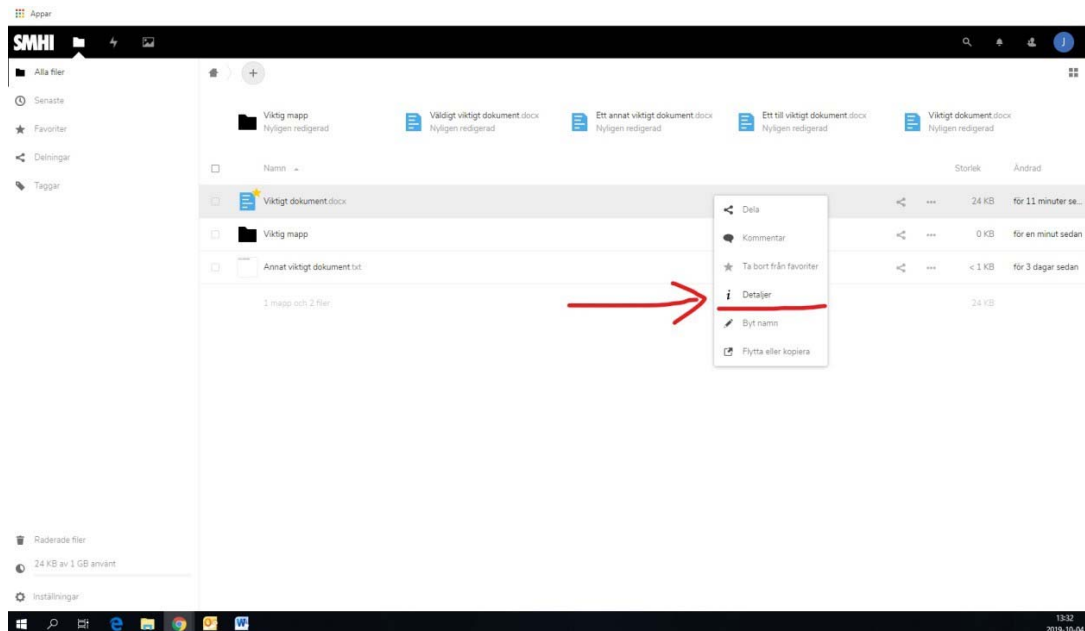 Appar
SMHI
J
Alla filer
Senaste
Favoriter
Delningar
Taggar
Viktig mapp
Nyligen redigerad
Väldigt viktigt dokument.docx
Nyligen redigerad
Ett annat viktigt dokument.docx
Nyligen redigerad
Ett till viktigt dokument.docx
Nyligen redigerad
Viktigt dokument.docx
Nyligen redigerad
Namn
Storlek
Ändrad
Viktigt dokument.docx
24 KB
för 11 minuter se...
Viktig mapp
0 KB
för en minut sedan
Annat viktigt dokument.txt
< 1 KB
för 3 dagar sedan
1 mapp och 2 filer
24 KB
Dela
Kommentar
Ta bort från favoriter
Detaljer
Byt namn
Flytta eller kopiera
Raderade filer
24 KB av 1 GB använt
Inställningar
13:32
2019-10-04